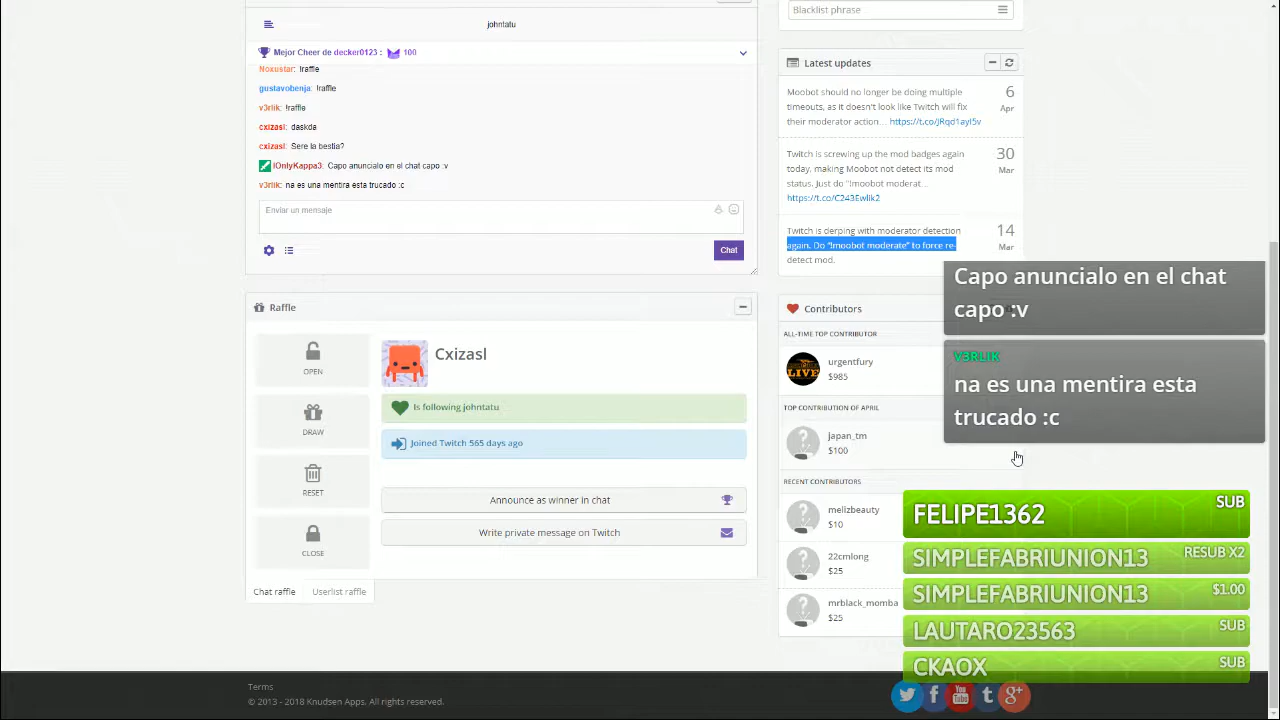 johntatu
Mejor Cheer de decker0123 : 100
Noxustar: !raffle
gustavobenja: !raffle
v3rlik: !raffle
cxizasl: daskda
cxizasl: Sere la bestia?
IOnlyKappa3: Capo anuncialo en el chat capo :v
v3rlik: na es una mentira esta trucado :c
Enviar un mensaje
Chat
Raffle
OPEN
DRAW
RESET
CLOSE
Cxizasl
Is following johntatu
Joined Twitch 565 days ago
Announce as winner in chat
Write private message on Twitch
Chat raffle
Userlist raffle
Blacklist phrase
Latest updates
Moobot should no longer be doing multiple
timeouts, as it doesn't look like Twitch will fix
their moderator action... https://t.co/JRqd1ayI5v
6
Apr
Twitch is screwing up the mod badges again
today, making Moobot not detect its mod
status. Just do "!moobot moderat...
https://t.co/C243Ewlik2
30
Mar
Twitch is derping with moderator detection
again. Do "!moobot moderate" to force re-
detect mod.
14
Mar
Contributors
ALL-TIME TOP CONTRIBUTOR
LIVE
urgentfury
$985
TOP CONTRIBUTION OF APRIL
japan_tm
$100
RECENT CONTRIBUTORS
melizbeauty
$10
22cmlong
$25
mrblack_momba
$25
Capo anuncialo en el chat
capo :v
V3RLIK
na es una mentira esta
trucado :c
FELIPE1362 SUB
SIMPLEFABRIUNION13 RESUB X2
SIMPLEFABRIUNION13 $1.00
LAUTARO23563 SUB
CKAOX SUB
Terms
© 2013 - 2018 Knudsen Apps. All rights reserved.